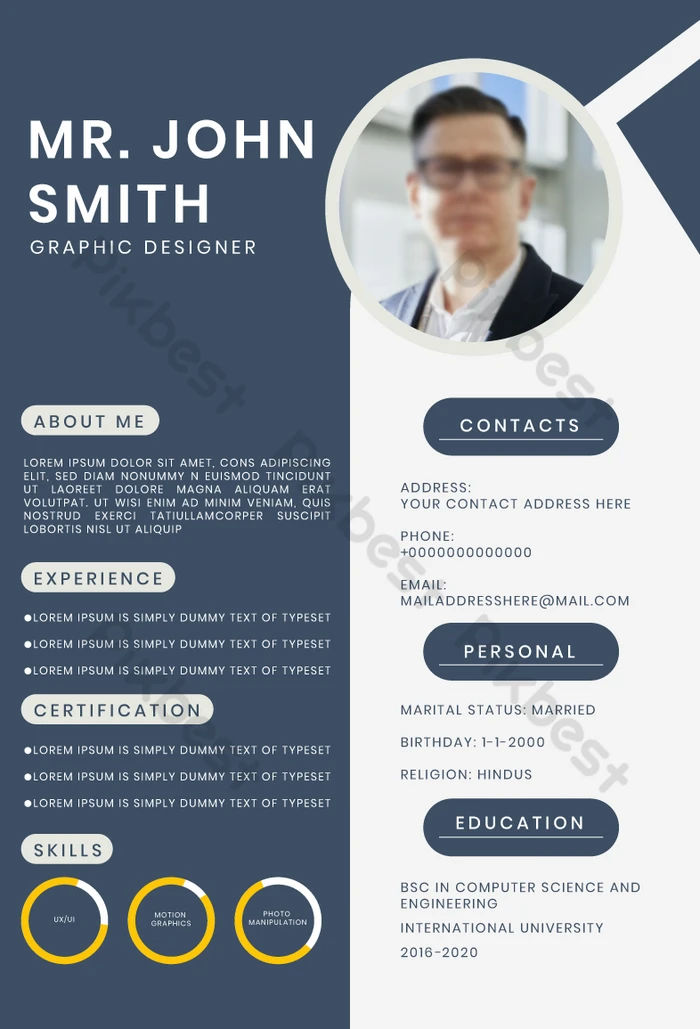 MR. JOHN
SMITH
GRAPHIC DESIGNER
ABOUT ME
LOREM IPSUM DOLOR SIT AMET, CONS ADIPISCING
ELIT, SED DIAM NONUMMY N EUISMOD TINCIDUNT
UT LAOREET DOLORE MAGNA ALIQUAM ERAT
VOLUTPAT. UT WISI ENIM AD MINIM VENIAM, QUIS
NOSTRUD EXERCI TATIULLAMCORPER SUSCIPIT
LOBORTIS NISL UT ALIQUIP
EXPERIENCE
●LOREM IPSUM IS SIMPLY DUMMY TEXT OF TYPESET
●LOREM IPSUM IS SIMPLY DUMMY TEXT OF TYPESET
●LOREM IPSUM IS SIMPLY DUMMY TEXT OF TYPESET
CERTIFICATION
●LOREM IPSUM IS SIMPLY DUMMY TEXT OF TYPESET
●LOREM IPSUM IS SIMPLY DUMMY TEXT OF TYPESET
●LOREM IPSUM IS SIMPLY DUMMY TEXT OF TYPESET
SKILLS
UX/UI
MOTION
GRAPHICS
PHOTO
MANIPULATION
CONTACTS
ADDRESS:
YOUR CONTACT ADDRESS HERE
PHONE:
+0000000000000
EMAIL:
MAILADDRESSHERE@MAIL.COM
PERSONAL
MARITAL STATUS: MARRIED
BIRTHDAY: 1-1-2000
RELIGION: HINDUS
EDUCATION
BSC IN COMPUTER SCIENCE AND
ENGINEERING
INTERNATIONAL UNIVERSITY
2016-2020
pikbest
pikbest
pikbest
pikbest
pikbest